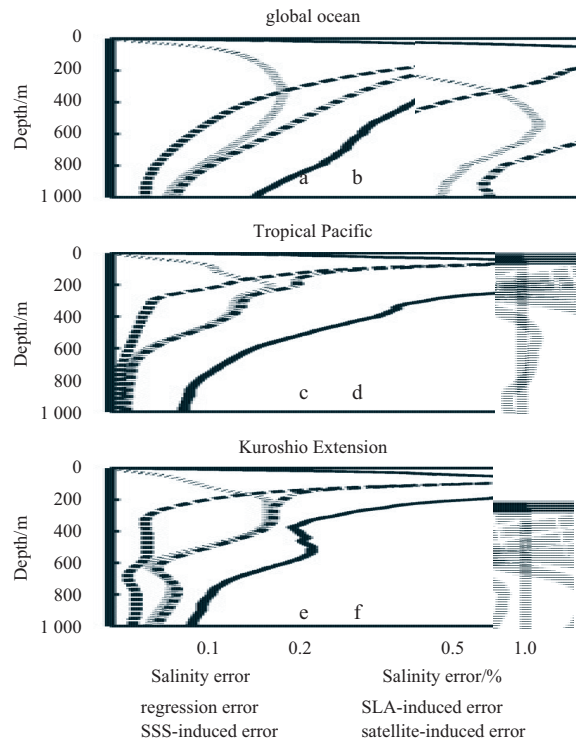 global ocean
0
200
400
600
800
1 000
Depth/m
a b
Tropical Pacific
0
200
400
600
800
1 000
Depth/m
c d
Kuroshio Extension
0
200
400
600
800
1 000
Depth/m
e f
0.1 0.2 0.5 1.0
Salinity error Salinity error/%
regression error SLA-induced error
SSS-induced error satellite-induced error